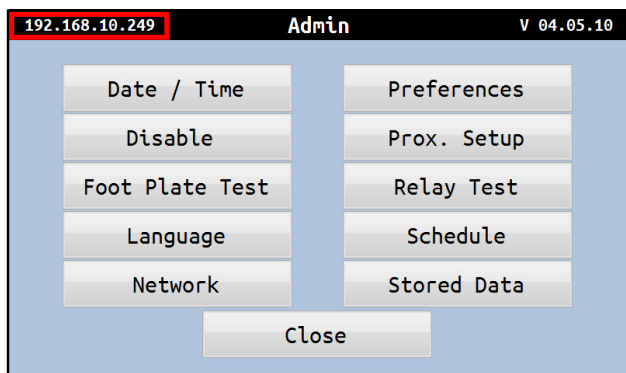 192.168.10.249 Admin V 04.05.10
Date / Time Preferences
Disable Prox. Setup
Foot Plate Test Relay Test
Language Schedule
Network Stored Data
Close